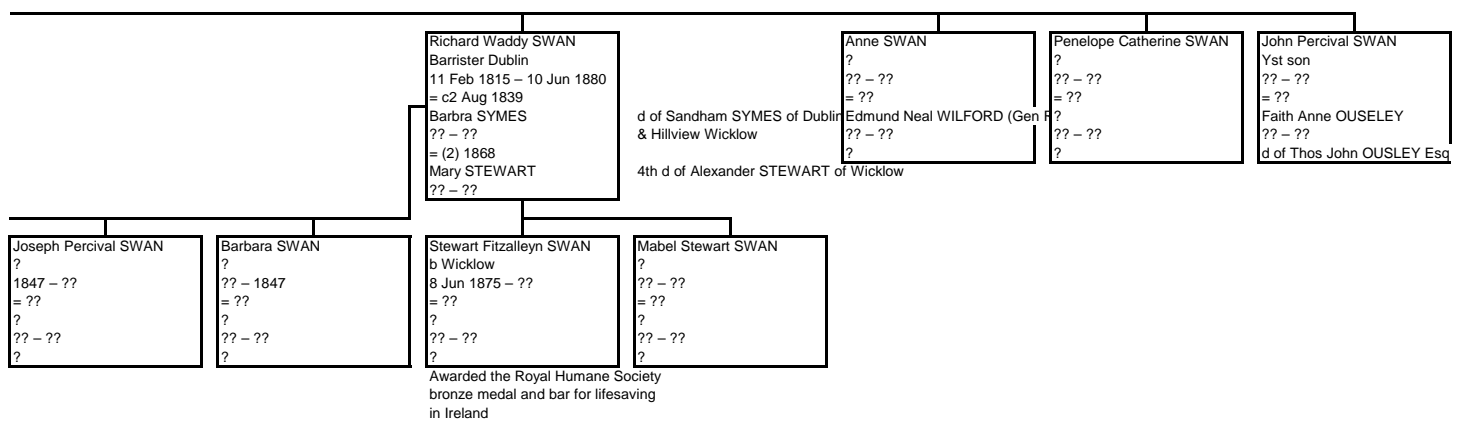 Richard Waddy SWAN
Barrister Dublin
11 Feb 1815 – 10 Jun 1880
= c2 Aug 1839
Barbra SYMES
?? – ??
= (2) 1868
Mary STEWART
?? – ??
d of Sandham SYMES of Dublin
& Hillview Wicklow
4th d of Alexander STEWART of Wicklow
Anne SWAN
?
?? – ??
= ??
Edmund Neal WILFORD (Gen
?? – ??
?
Penelope Catherine SWAN
?
?? – ??
= ??
?
?? – ??
?
John Percival SWAN
Yst son
?? – ??
= ??
Faith Anne OUSELEY
?? – ??
d of Thos John OUSLEY Esq
Joseph Percival SWAN
?
1847 – ??
= ??
?
?? – ??
?
Barbara SWAN
?
?? – 1847
= ??
?
?? – ??
?
Stewart Fitzalleyn SWAN
b Wicklow
8 Jun 1875 – ??
= ??
?
?? – ??
?
Awarded the Royal Humane Society
bronze medal and bar for lifesaving
in Ireland
Mabel Stewart SWAN
?
?? – ??
= ??
?
?? – ??
?